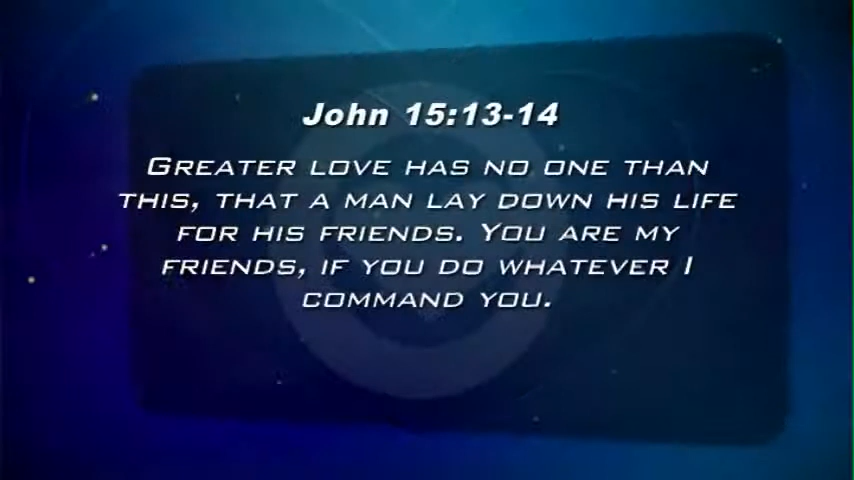 John 15:13-14
GREATER LOVE HAS NO ONE THAN
THIS, THAT A MAN LAY DOWN HIS LIFE
FOR HIS FRIENDS. YOU ARE MY
FRIENDS, IF YOU DO WHATEVER I
COMMAND YOU.